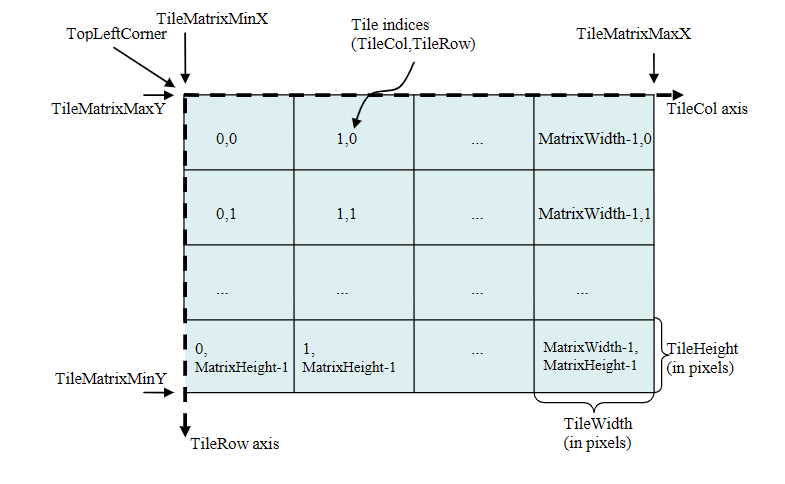 TileMatrixMinX
TopLeftCorner
Tile indices
(TileCol,TileRow)
TileMatrixMaxX
TileMatrixMaxY
TileCol axis
0,0
1,0
...
MatrixWidth-1,0
0,1
1,1
...
MatrixWidth-1,1
...
...
...
...
0,
MatrixHeight-1
1,
MatrixHeight-1
...
MatrixWidth-1,
MatrixHeight-1
TileHeight
(in pixels)
TileMatrixMinY
TileWidth
(in pixels)
TileRow axis